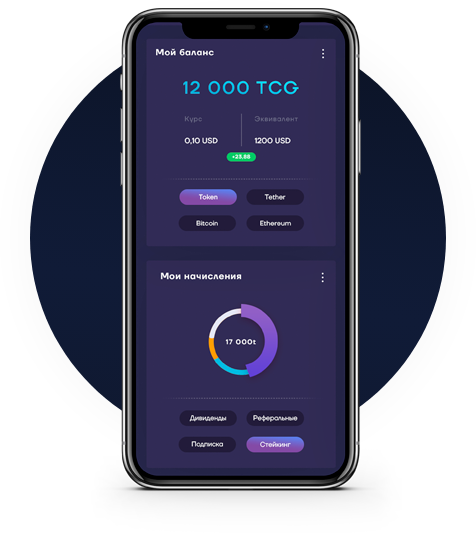 Мой баланс
12 000 TCG
Курс Эквивалент
0,10 USD 1200 USD
+23.88
Token Tether
Bitcoin Ethereum
Мои начисления
17 000t
Дивиденды Реферальные
Подписка Стейкинг